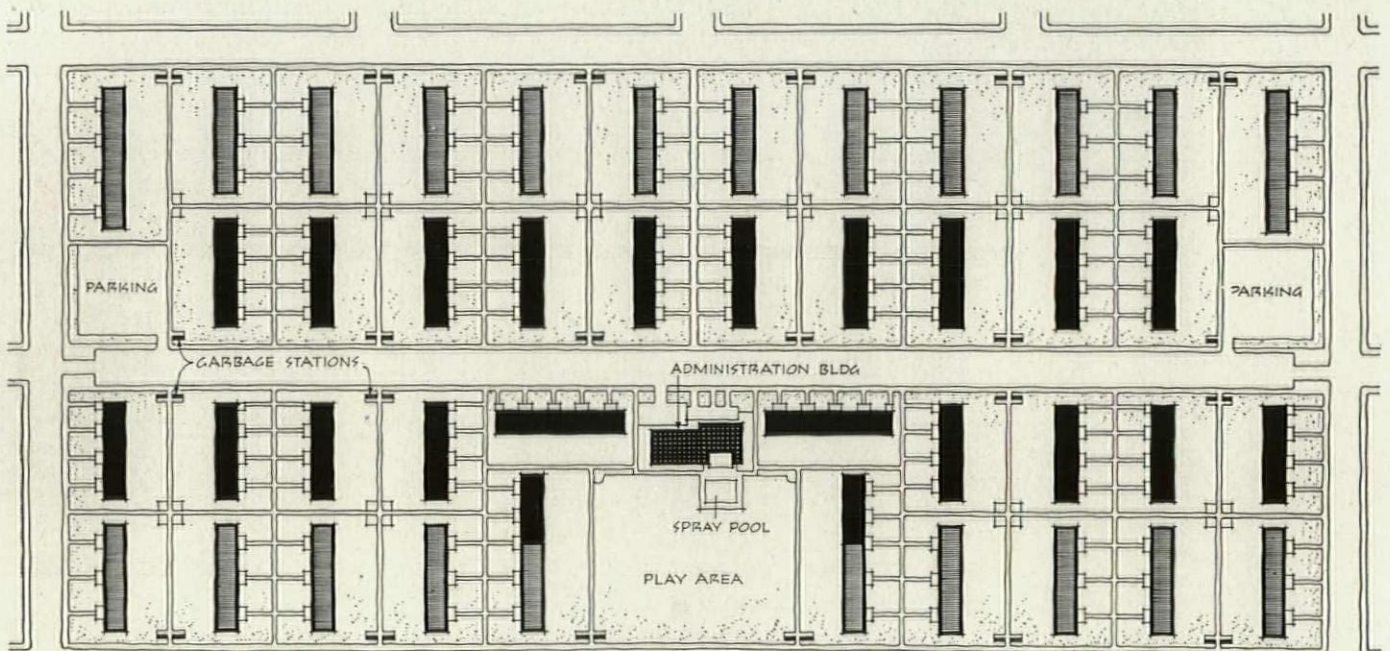 PARKING
PARKING
GARBAGE STATIONS
ADMINISTRATION BLDG
SPRAY POOL
PLAY AREA